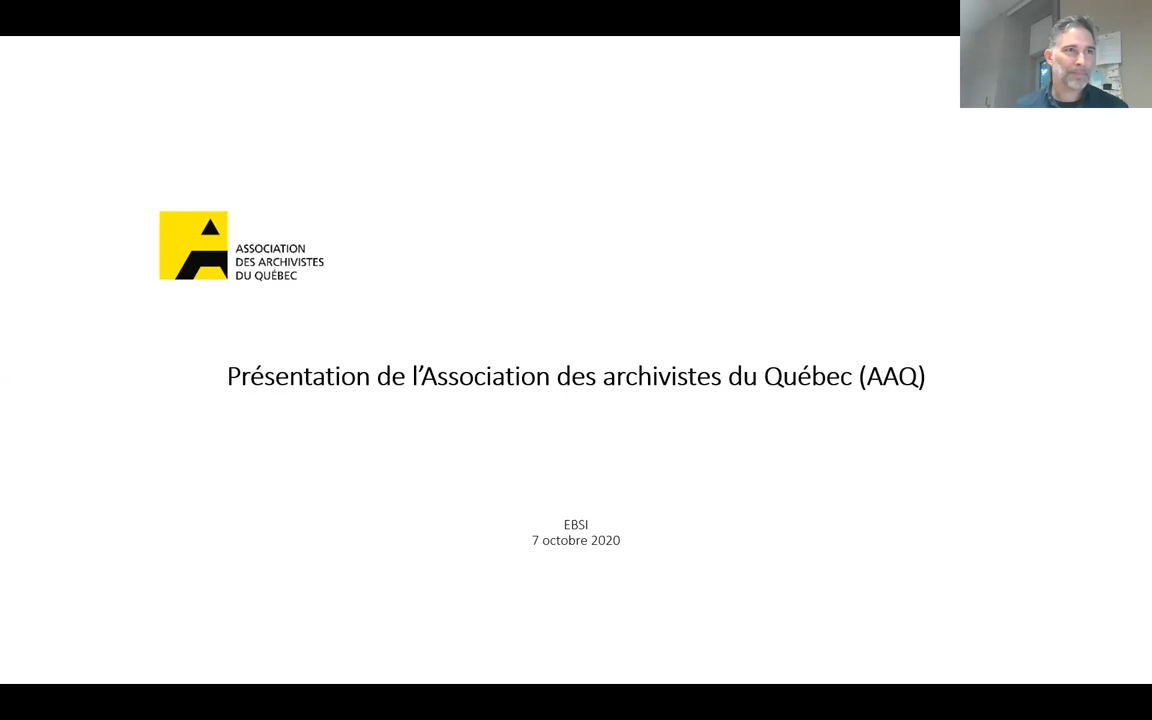 ASSOCIATION
DES ARCHIVISTES
DU QUÉBEC
Présentation de l’Association des archivistes du Québec (AAQ)
EBSI
7 octobre 2020